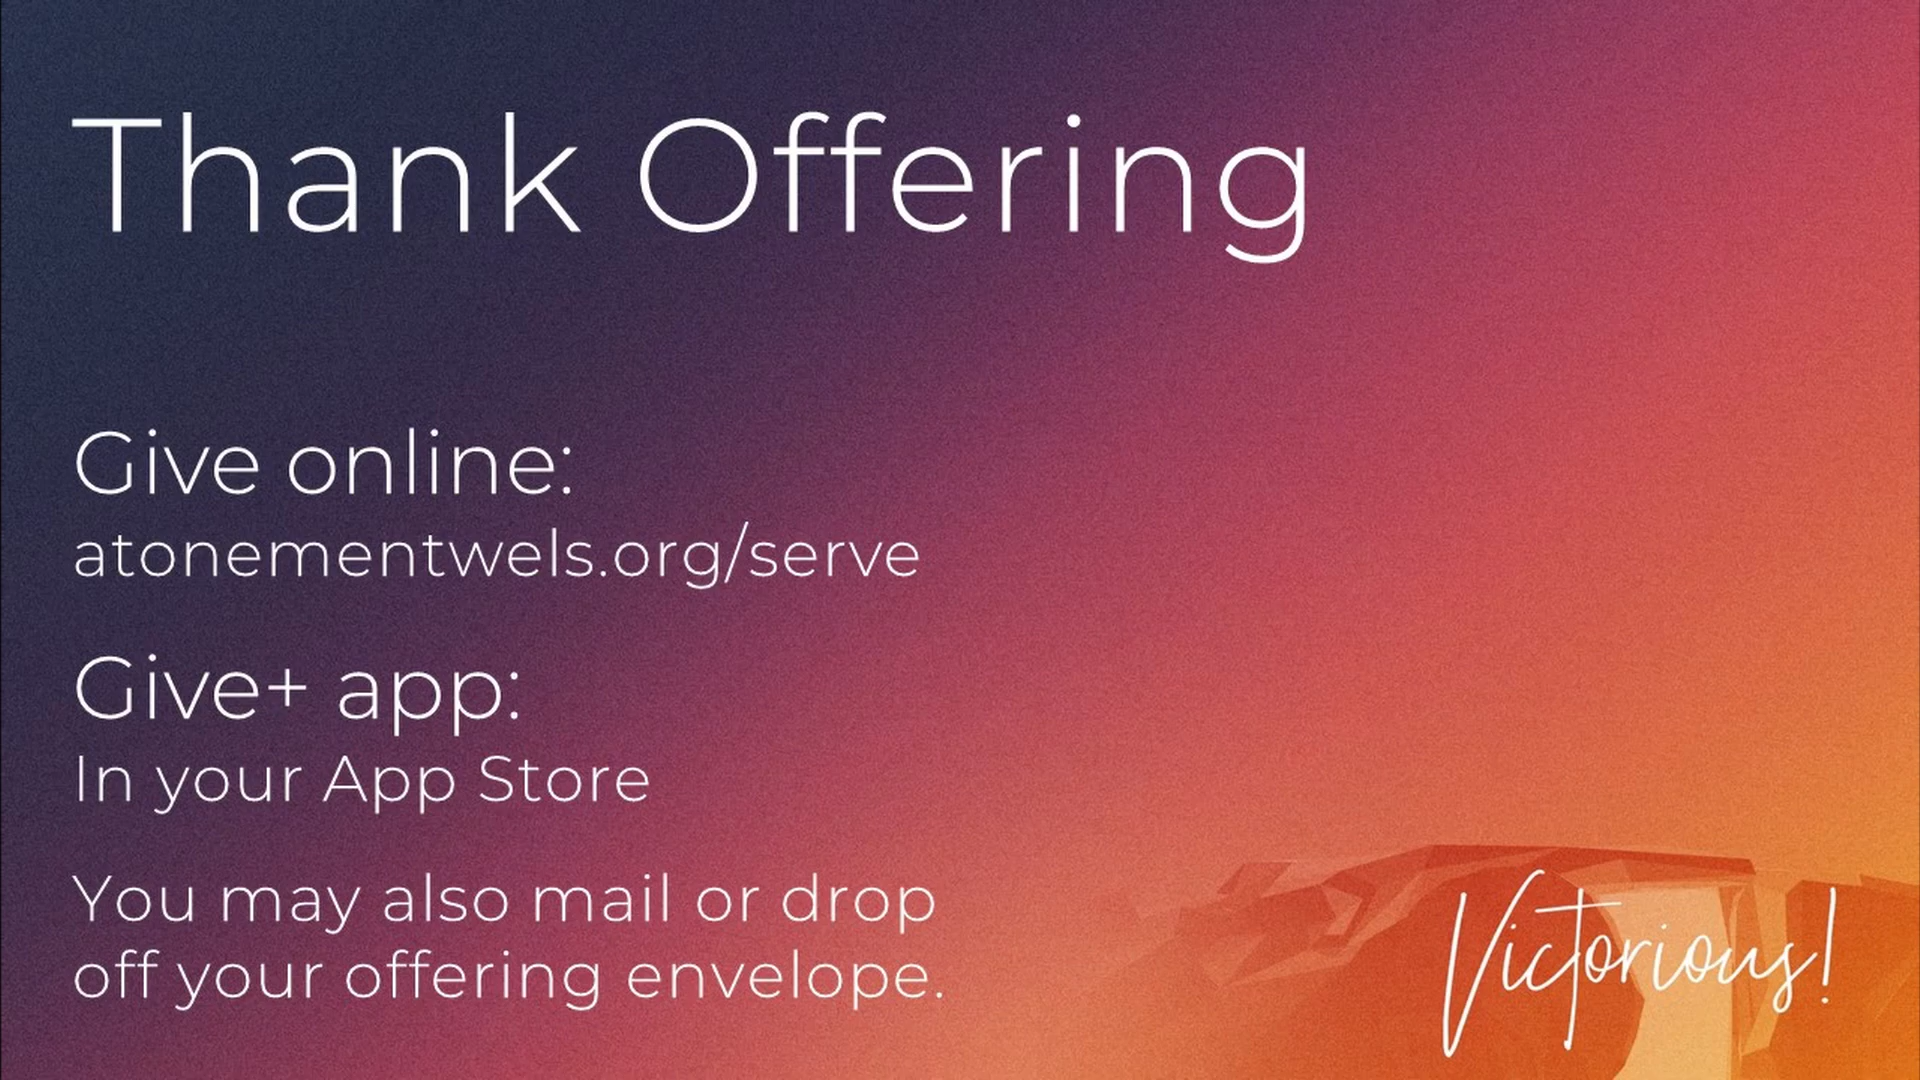 Thank Offering
Give online:
atonementwels.org/serve
Give+ app:
In your App Store
You may also mail or drop
off your offering envelope.
Victorious!